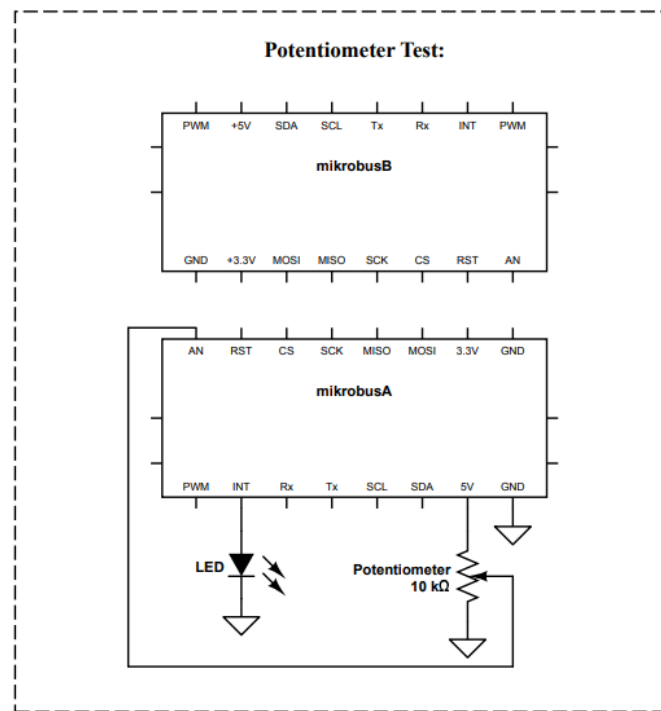 Potentiometer Test:
PWM +5V SDA SCL Tx Rx INT PWM
mikrobusB
GND +3.3V MOSI MISO SCK CS RST AN
AN RST CS SCK MISO MOSI 3.3V GND
mikrobusA
PWM INT Rx Tx SCL SDA 5V GND
LED
Potentiometer
10 kΩ